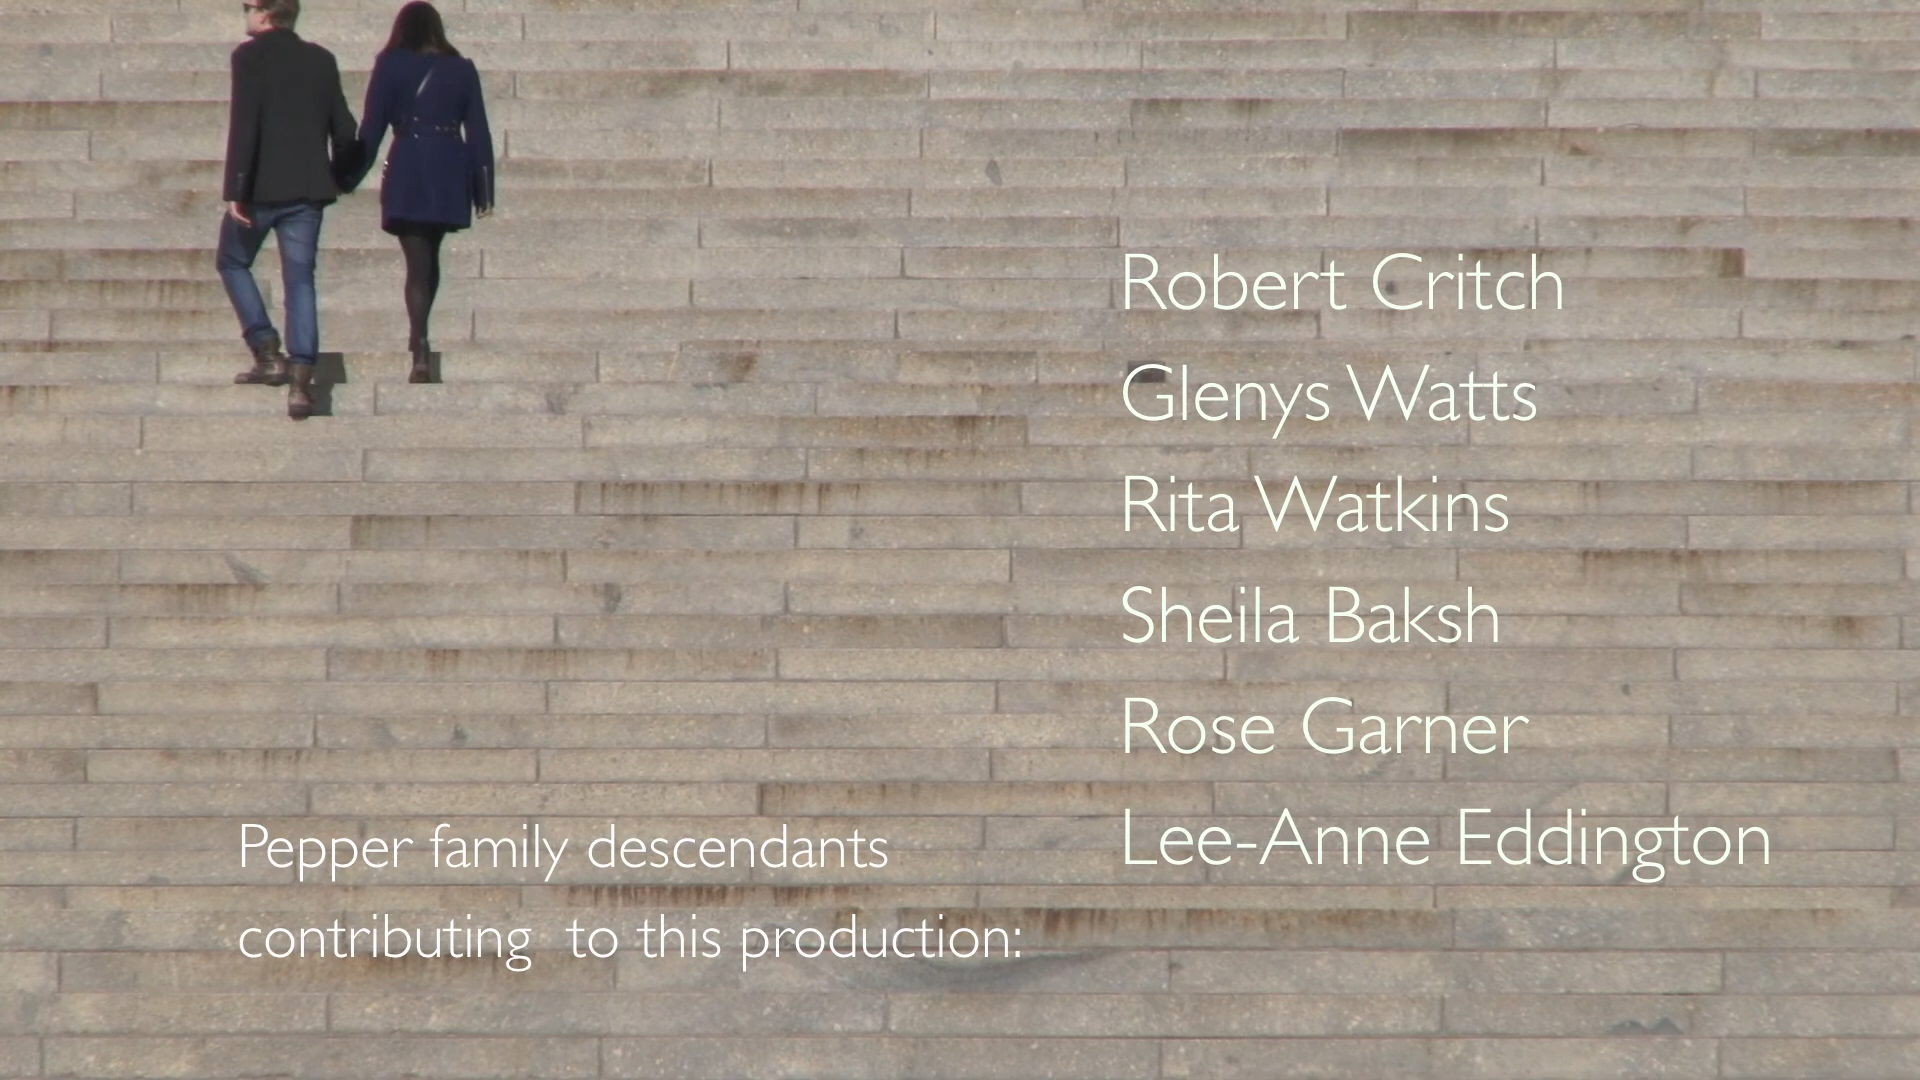 Pepper family descendants
contributing  to this production:
Robert Critch
Glenys Watts
Rita Watkins
Sheila Baksh
Rose Garner
Lee-Anne Eddington